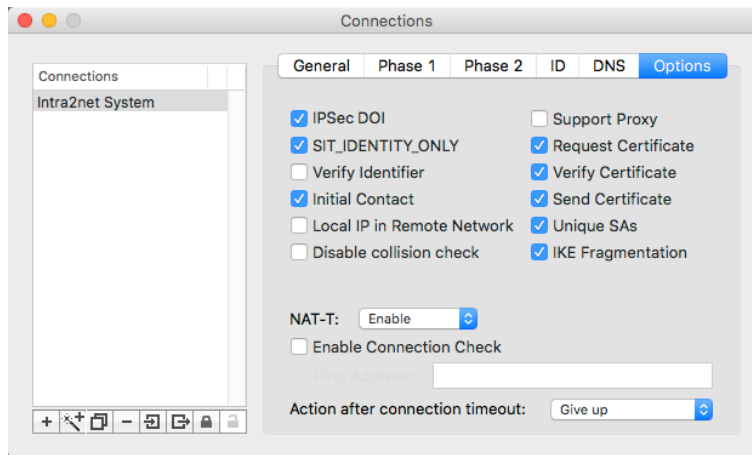 Connections
General Phase 1 Phase 2 ID DNS Options
Connections
Intra2net System
IPSec DOI Support Proxy
SIT_IDENTITY_ONLY Request Certificate
Verify Identifier Verify Certificate
Initial Contact Send Certificate
Local IP in Remote Network Unique SAs
Disable collision check IKE Fragmentation
NAT-T: Enable
Enable Connection Check
Ping Address:
Action after connection timeout: Give up